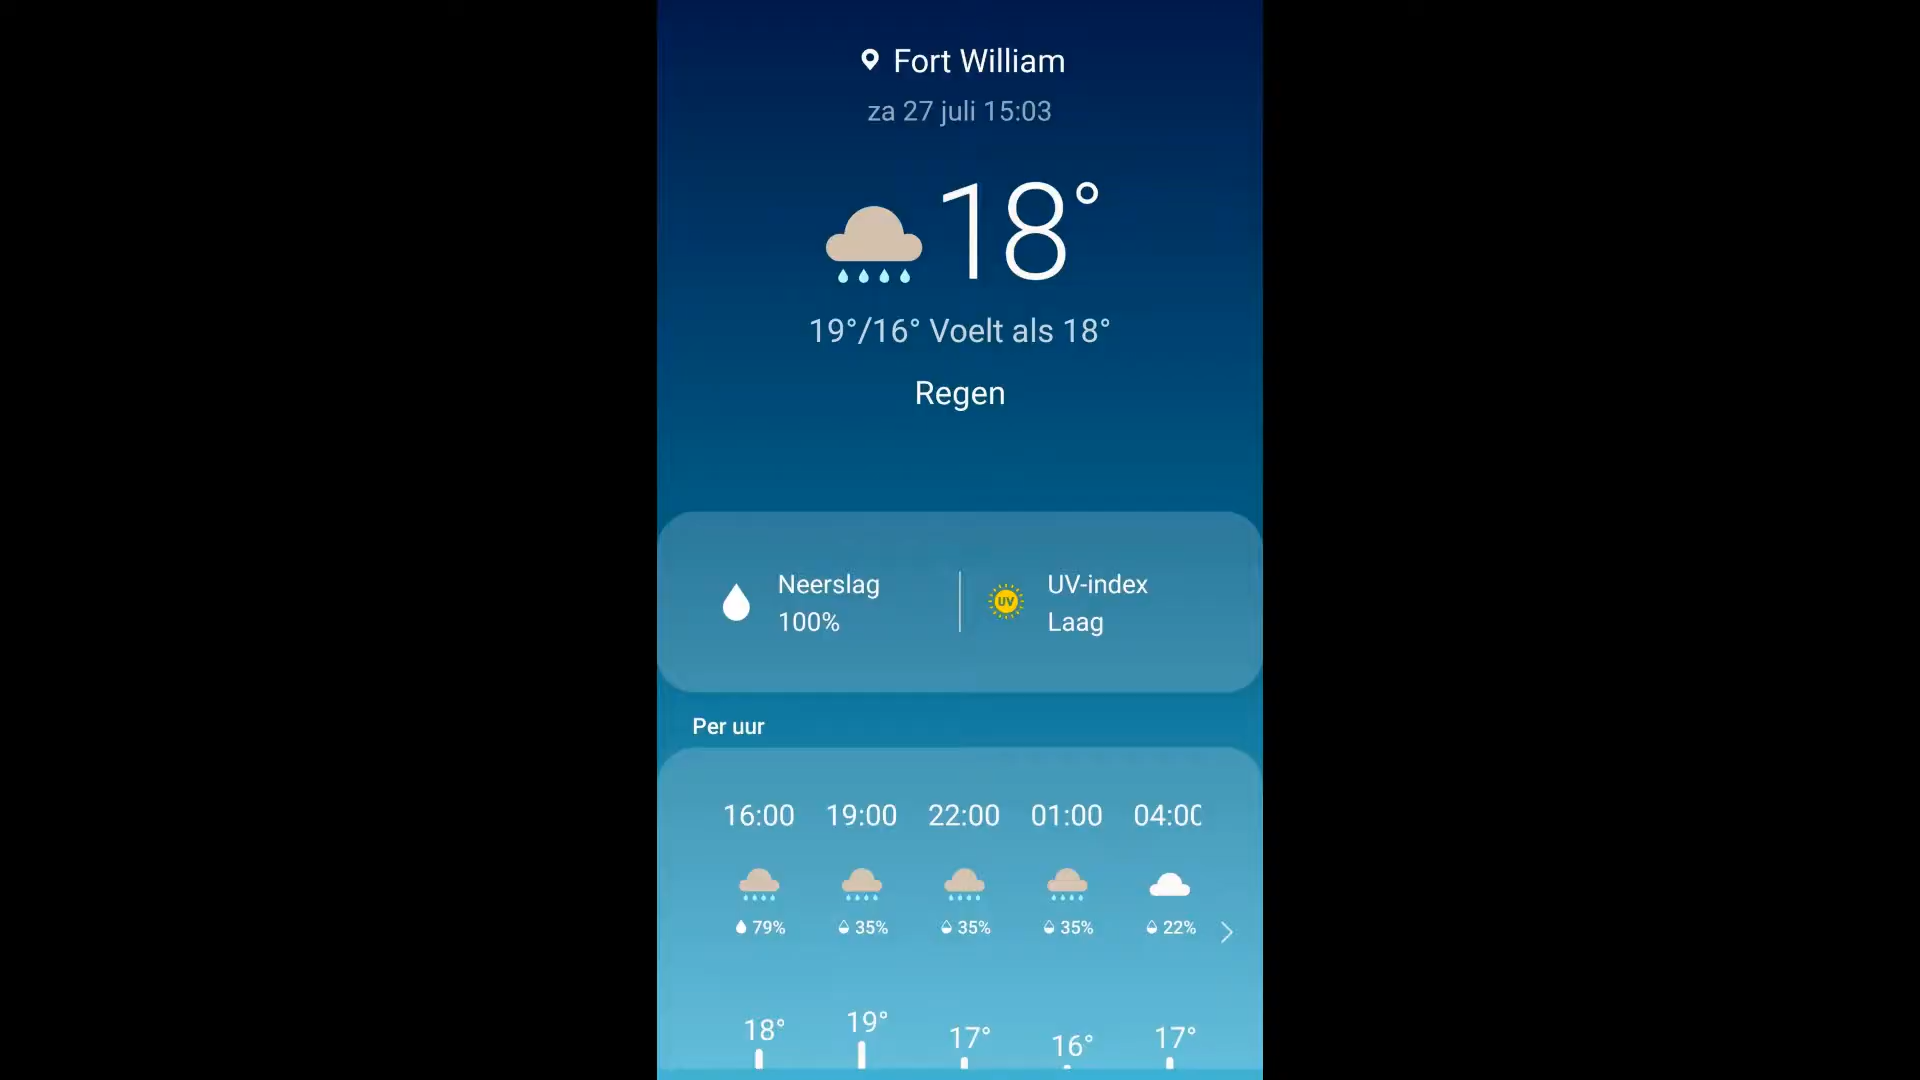 Fort William
za 27 juli 15:03
18°
19°/16° Voelt als 18°
Regen
Neerslag
100%
UV
UV-index
Laag
Per uur
16:00 19:00 22:00 01:00 04:00
79% 35% 35% 35% 22%
18° 19° 17° 16° 17°